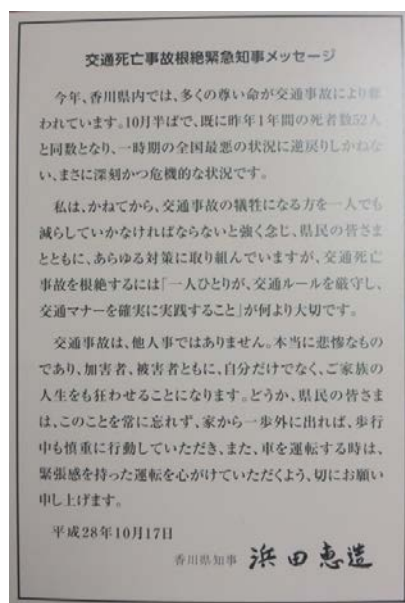 交通死亡事故根絶緊急知事メッセージ
今年、香川県内では、多くの尊い命が交通事故により奪
われています。10月半ばで、既に昨年1年間の死者数52人
と同数となり、一時期の全国最悪の状況に逆戻りしかねな
い、まさに深刻かつ危機的な状況です。
私は、かねてから、交通事故の犠牲になる方を一人でも
減らしていかなければならないと強く念じ、県民の皆さま
とともに、あらゆる対策に取り組んでいますが、交通死亡
事故を根絶するには「一人ひとりが、交通ルールを厳守し、
交通マナーを確実に実践すること」が何より大切です。
交通事故は、他人事ではありません。本当に悲惨なもの
であり、加害者、被害者ともに、自分だけでなく、ご家族の
人生をも狂わせることになります。どうか、県民の皆さま
は、このことを常に忘れず、家から一歩外に出れば、歩行
中も慎重に行動していただき、また、車を運転する時は、
緊張感を持った運転を心がけていただくよう、切にお願い
申し上げます。
平成28年10月17日
香川県知事 浜田恵造